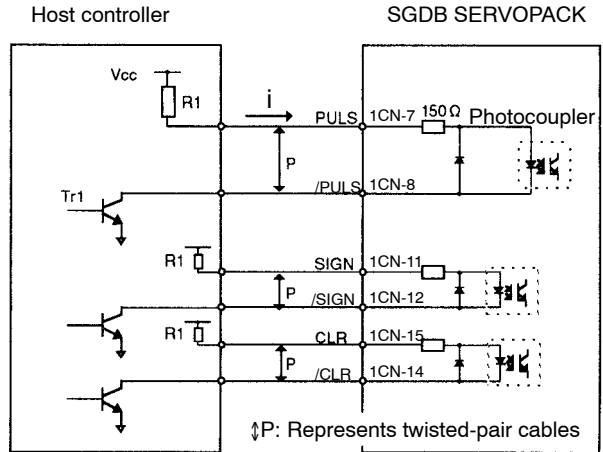 Host controller
SGDB SERVOPACK
Vcc
R1
i
PULS
1CN-7
150Ω
Photocoupler
P
Tr1
/PULS
1CN-8
R1
SIGN
1CN-11
P
/SIGN
1CN-12
R1
CLR
1CN-15
P
/CLR
1CN-14
⇕P: Represents twisted-pair cables